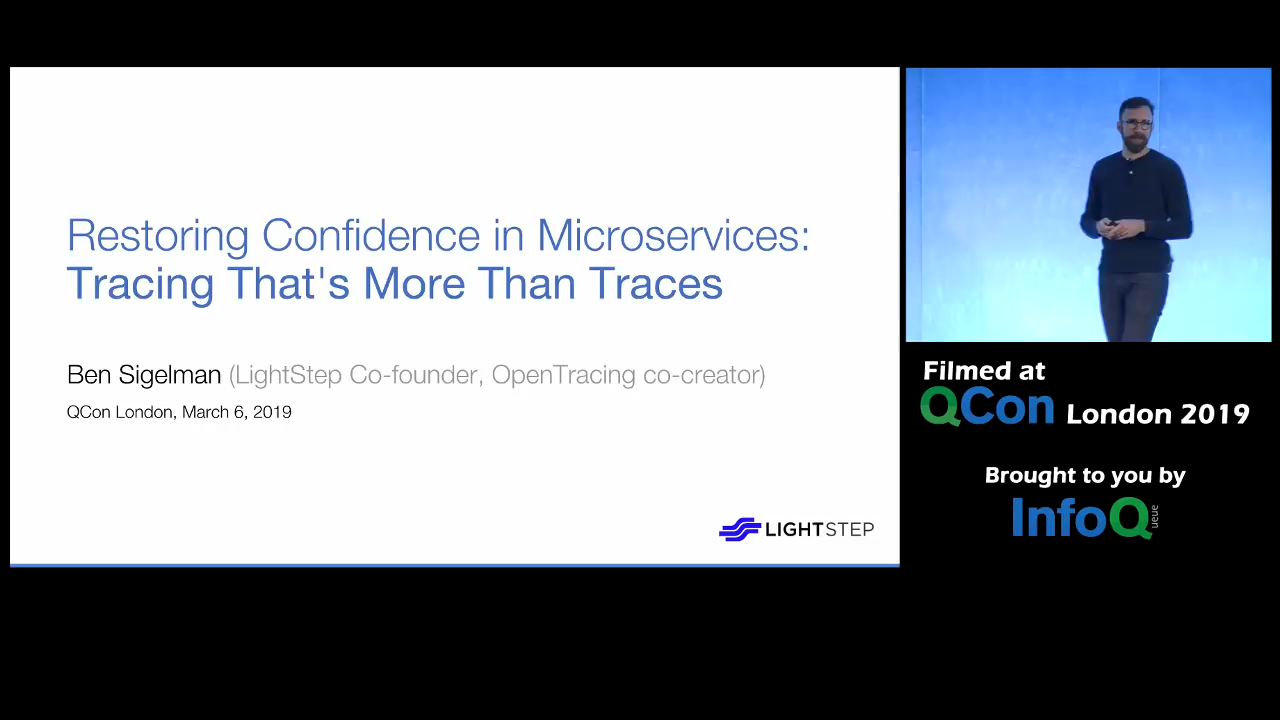 Restoring Confidence in Microservices:
Tracing That's More Than Traces
Ben Sigelman (LightStep Co-founder, OpenTracing co-creator)
QCon London, March 6, 2019
LIGHTSTEP
Filmed at
QCon London 2019
Brought to you by
InfoQ ueue